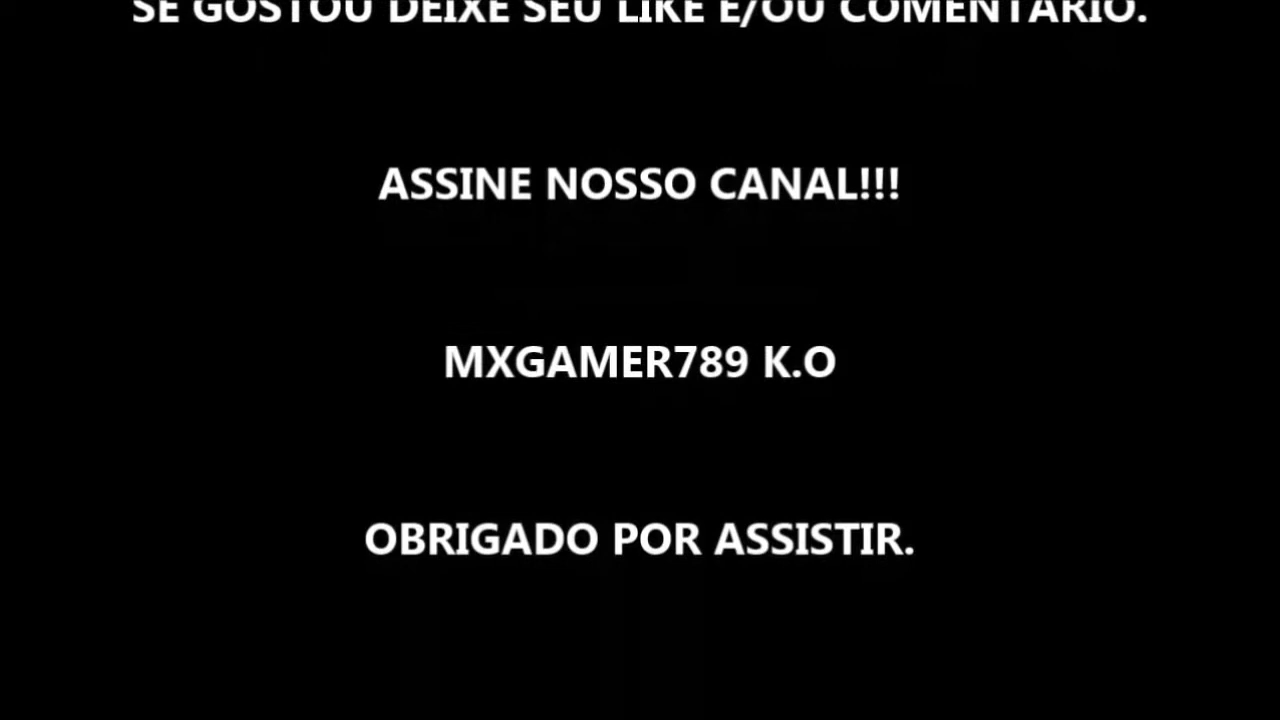 SE GOSTOU DEIXE SEU LIKE E/OU COMENTÁRIO.
ASSINE NOSSO CANAL!!!
MXGAMER789 K.O
OBRIGADO POR ASSISTIR.